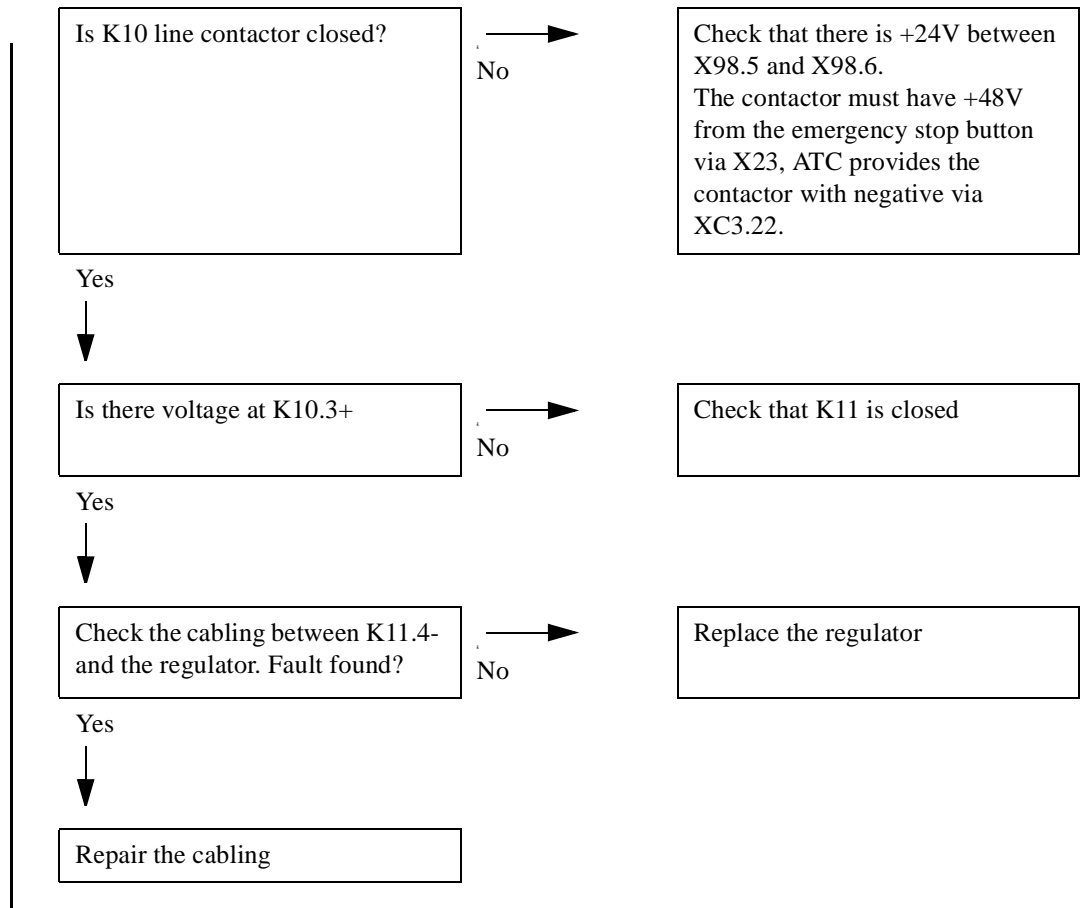 Is K10 line contactor closed?
No
Check that there is +24V between
X98.5 and X98.6.
The contactor must have +48V
from the emergency stop button
via X23, ATC provides the
contactor with negative via
XC3.22.
Yes
Is there voltage at K10.3+
No
Check that K11 is closed
Yes
Check the cabling between K11.4-
and the regulator. Fault found?
No
Replace the regulator
Yes
Repair the cabling